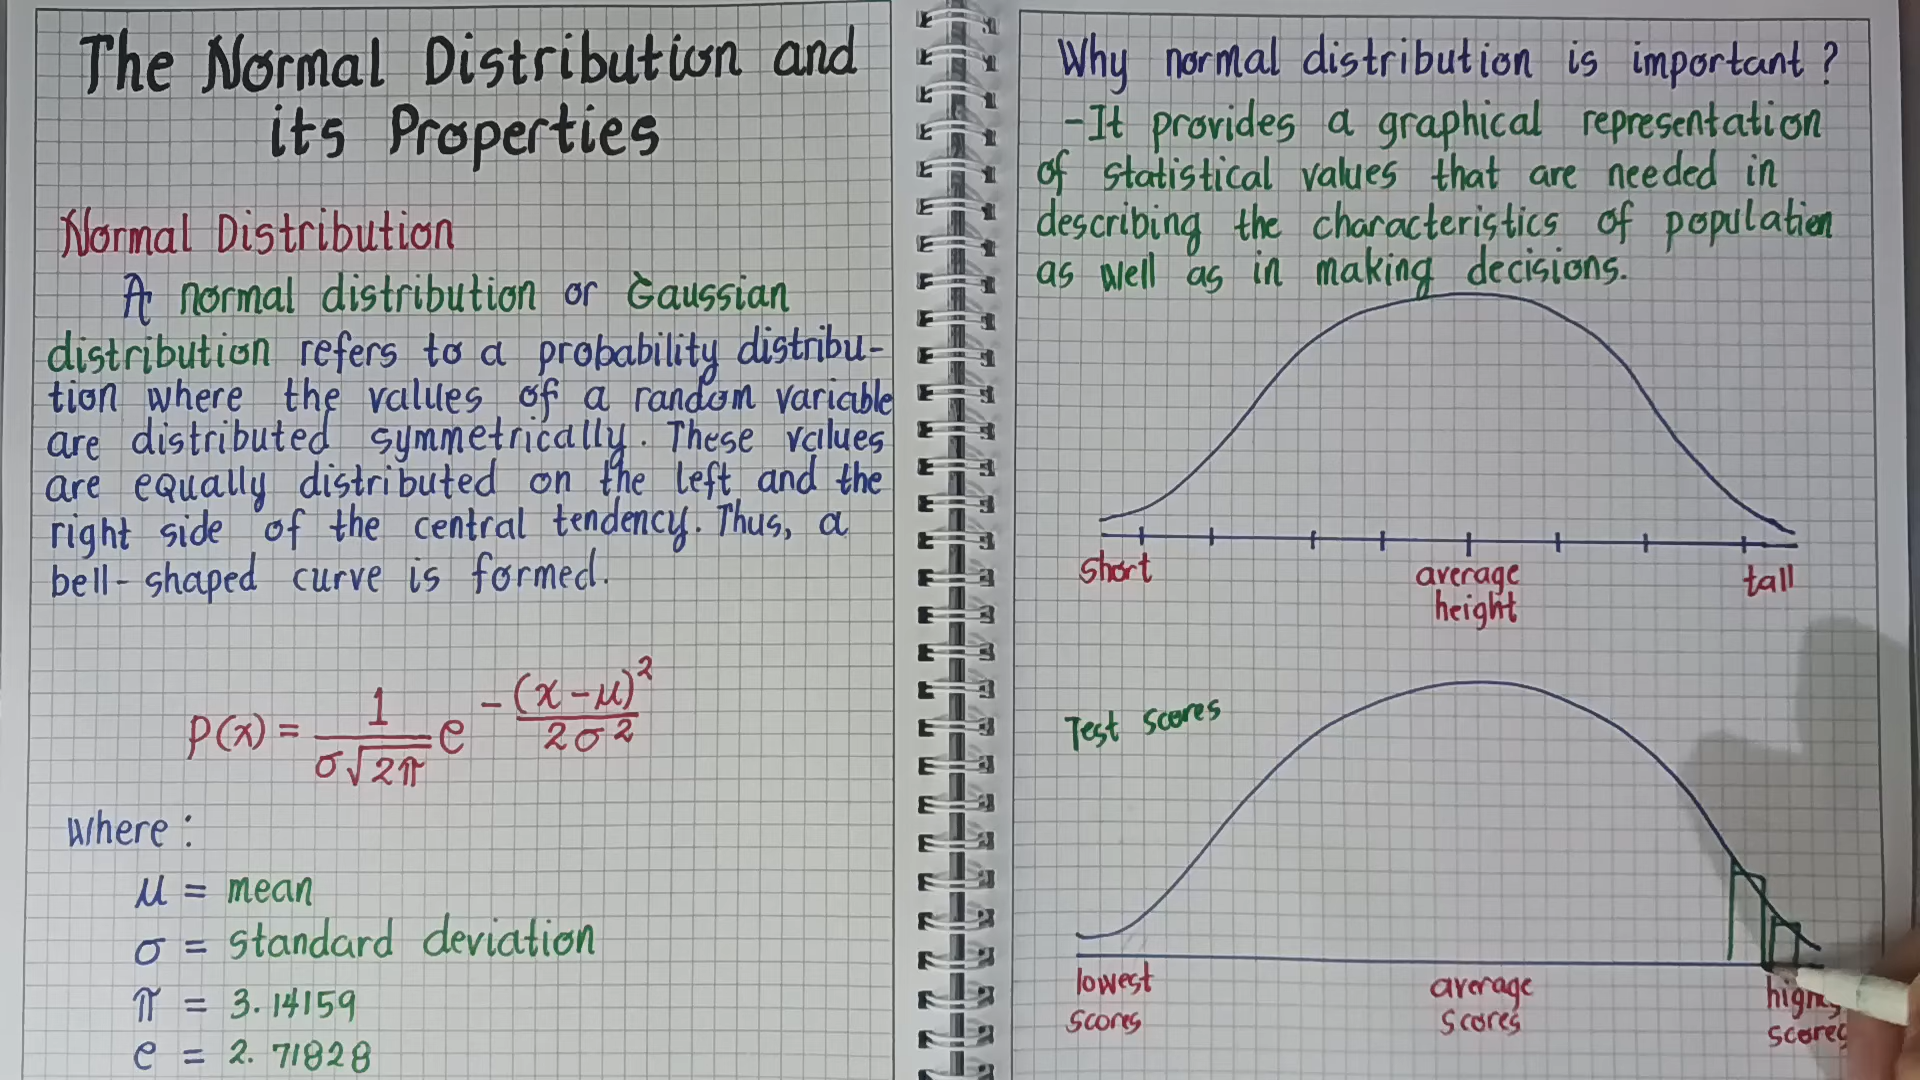 The Normal Distribution and
its Properties
Normal Distribution
A normal distribution or Gaussian
distribution refers to a probability distribu-
tion where the values of a random variable
are distributed symmetrically. These values
are equally distributed on the left and the
right side of the central tendency. Thus, a
bell-shaped curve is formed.
P(x) = 1/(σ√2π) e^(-(x-μ)²/2σ²)
Where:
μ = mean
σ = standard deviation
π = 3.14159
e = 2.71828
Why normal distribution is important?
-It provides a graphical representation
of statistical values that are needed in
describing the characteristics of population
as well as in making decisions.
short
average
height
tall
Test scores
lowest
scores
average
scores
scores